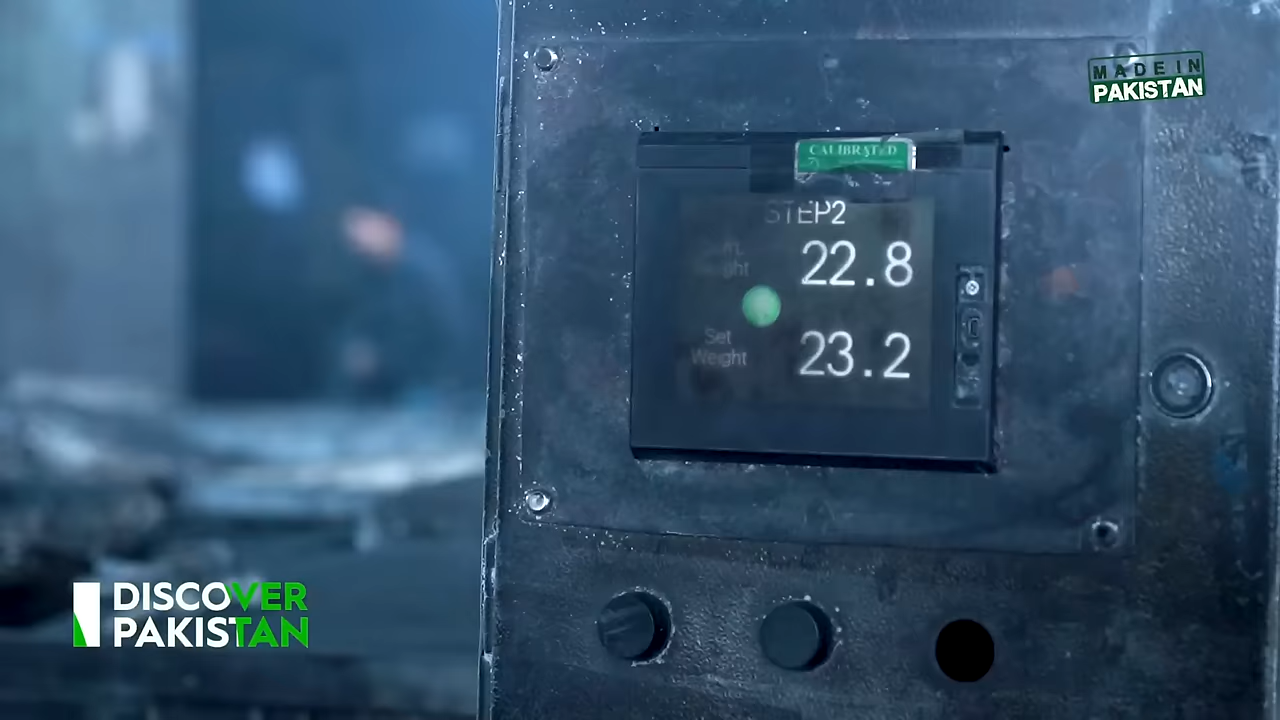 MADE IN
PAKISTAN
CALIBRATED
STEP2
22.8
Set
Weight
23.2
DISCOVER
PAKISTAN